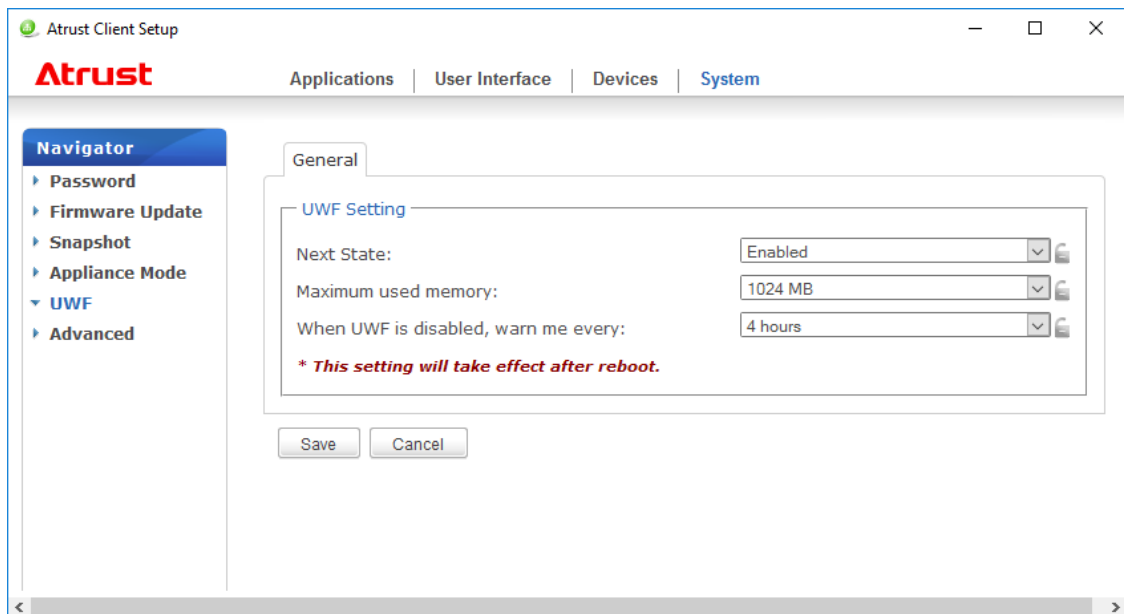 Atrust Client Setup
Atrust
Applications User Interface Devices System
Navigator
Password
Firmware Update
Snapshot
Appliance Mode
UWF
Advanced
General
UWF Setting
Next State: Enabled
Maximum used memory: 1024 MB
When UWF is disabled, warn me every: 4 hours
* This setting will take effect after reboot.
Save Cancel